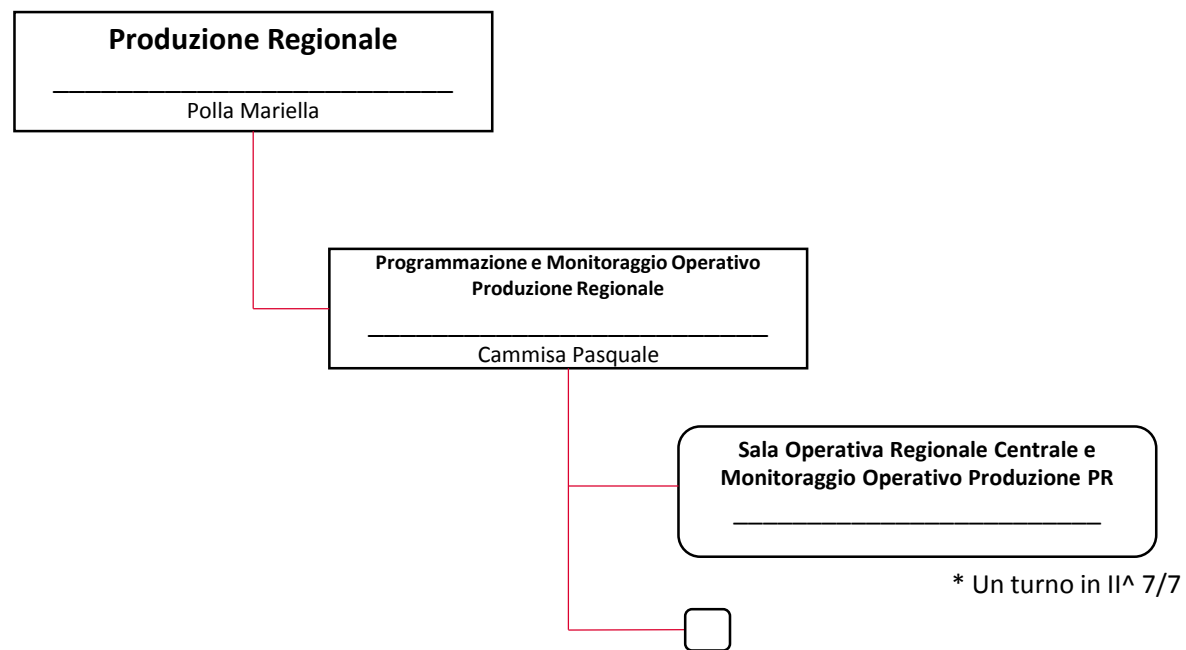 Produzione Regionale
Polla Mariella
Programmazione e Monitoraggio Operativo
Produzione Regionale
Cammisa Pasquale
Sala Operativa Regionale Centrale e
Monitoraggio Operativo Produzione PR
* Un turno in II^ 7/7